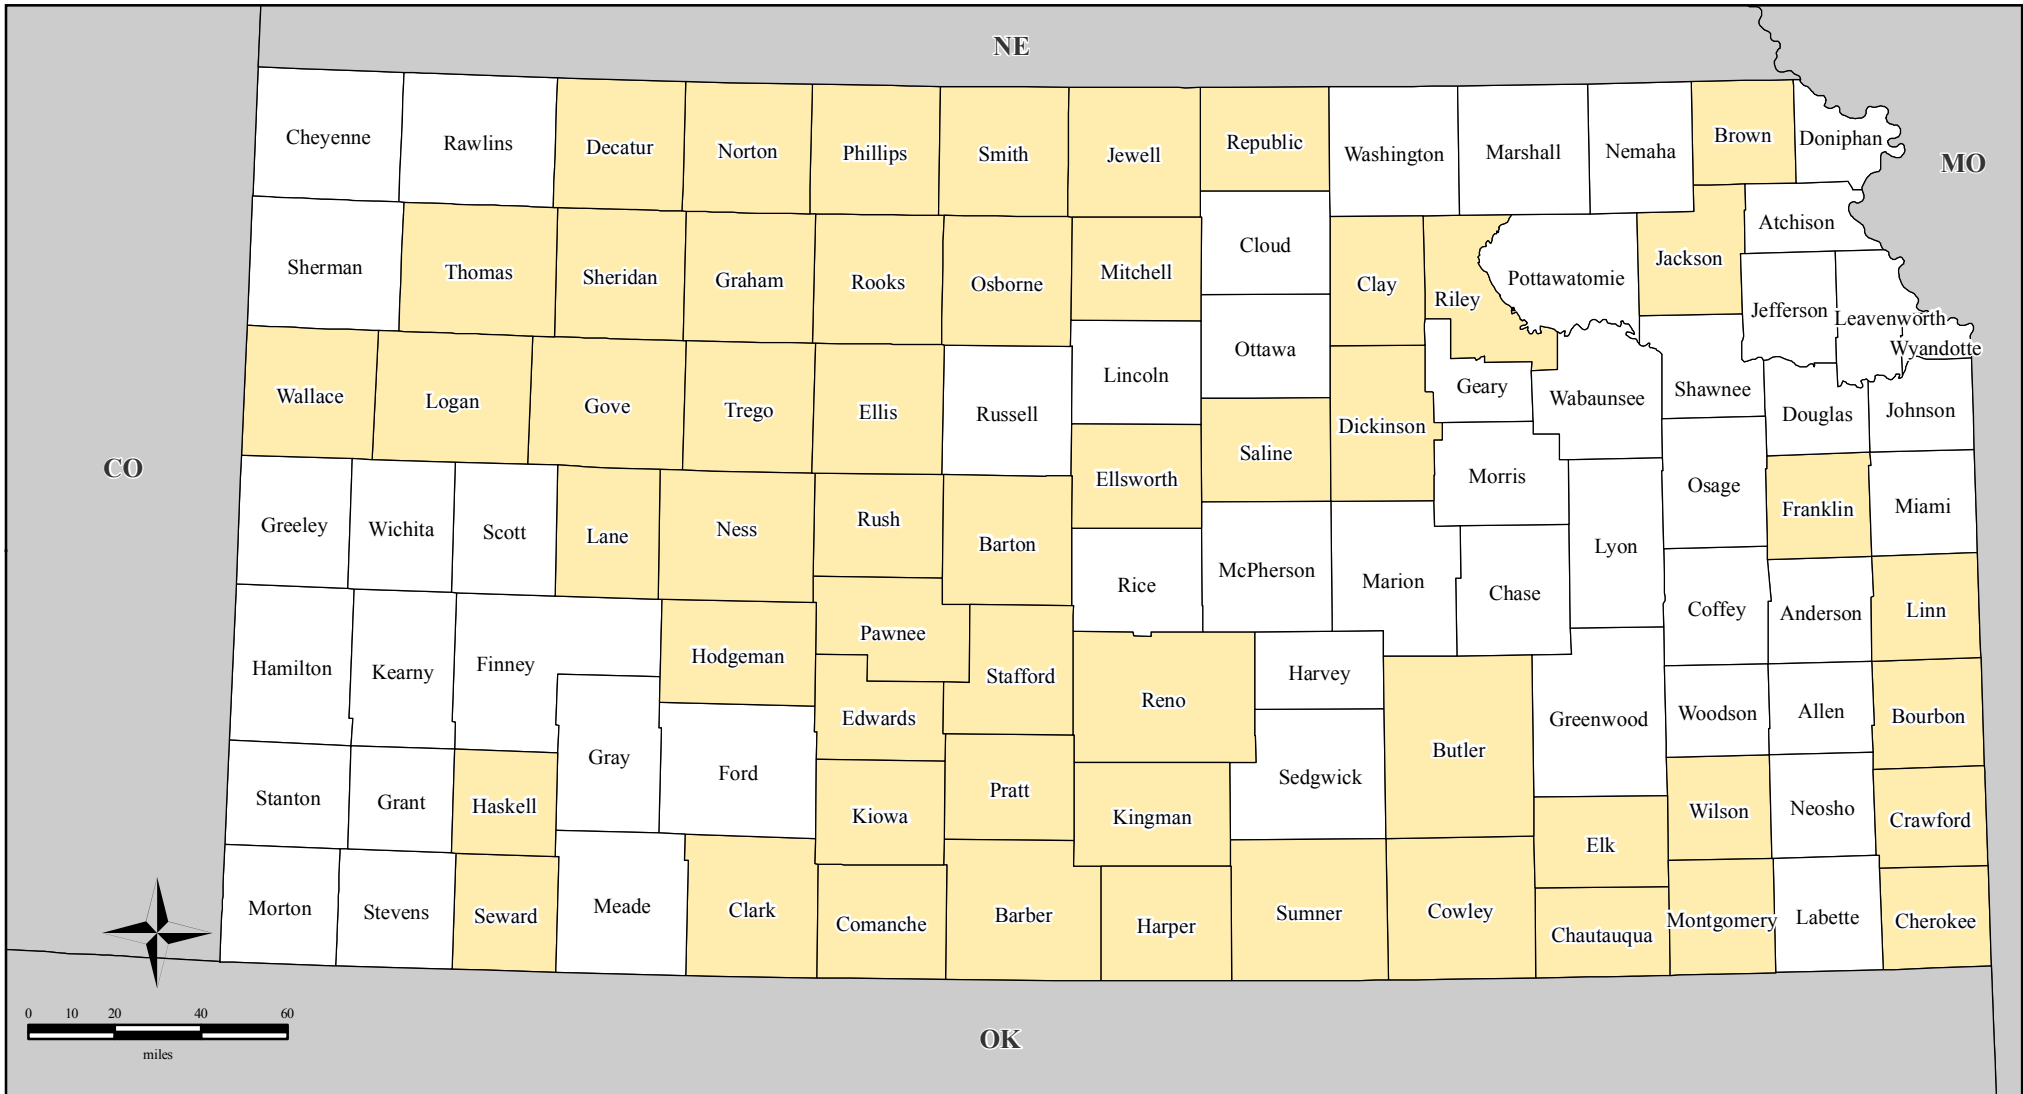 NE
Cheyenne
Rawlins
Decatur
Norton
Phillips
Smith
Jewell
Republic
Washington
Marshall
Nemaha
Brown
Doniphan
MO
Sherman
Thomas
Sheridan
Graham
Rooks
Osborne
Mitchell
Cloud
Clay
Riley
Pottawatomie
Jackson
Atchison
Jefferson
Leavenworth
Wyandotte
Wallace
Logan
Gove
Trego
Ellis
Russell
Lincoln
Ottawa
Dickinson
Geary
Wabaunsee
Shawnee
Douglas
Johnson
CO
Greeley
Wichita
Scott
Lane
Ness
Rush
Barton
Ellsworth
Saline
Morris
Osage
Franklin
Miami
Rice
McPherson
Marion
Chase
Lyon
Coffey
Anderson
Linn
Hamilton
Kearny
Finney
Hodgeman
Pawnee
Stafford
Edwards
Reno
Harvey
Greenwood
Woodson
Allen
Bourbon
Stanton
Grant
Haskell
Gray
Ford
Kiowa
Pratt
Kingman
Sedgwick
Butler
Elk
Wilson
Neosho
Crawford
Morton
Stevens
Seward
Meade
Clark
Comanche
Barber
Harper
Sumner
Cowley
Chautauqua
Montgomery
Labette
Cherokee
0 10 20 40 60
miles
OK